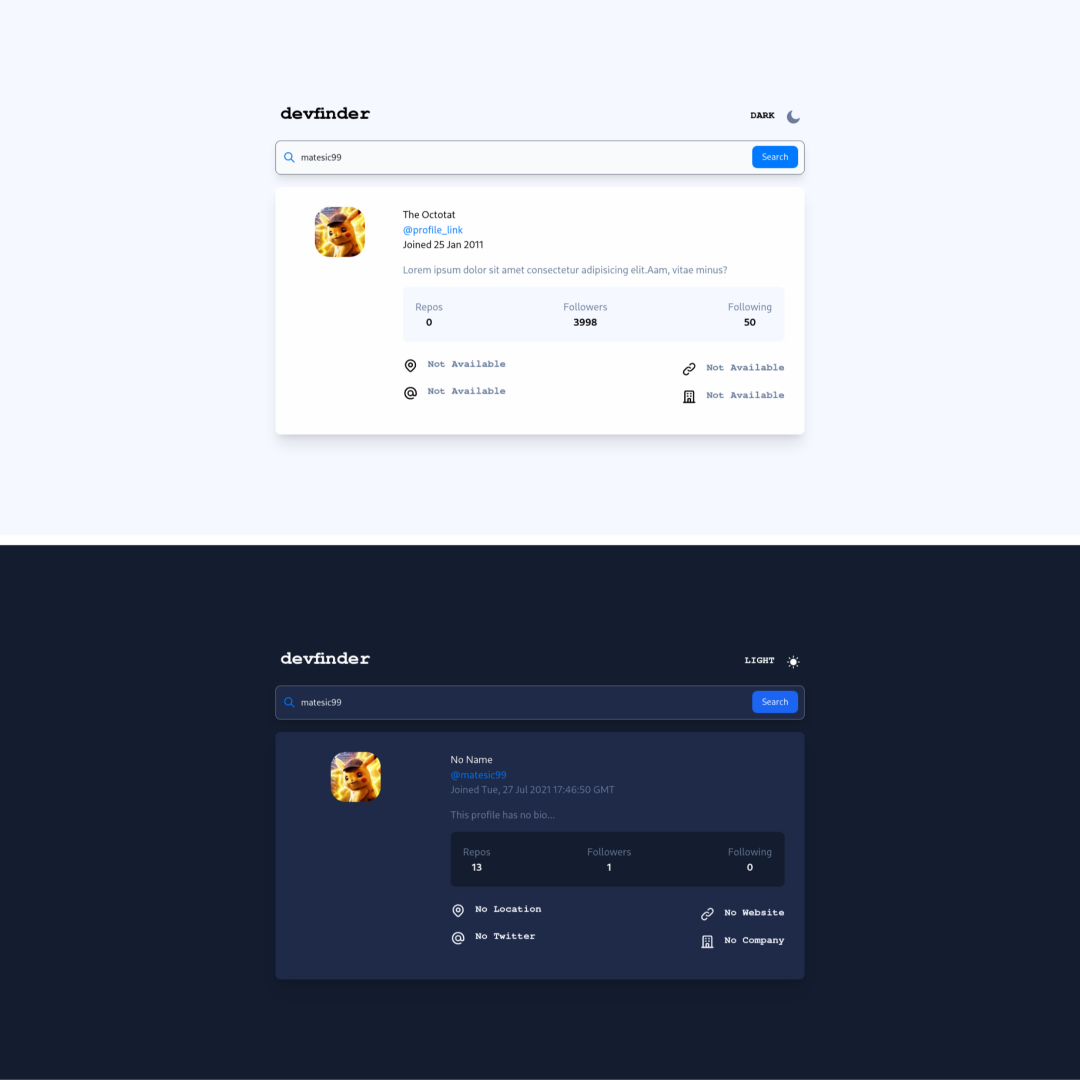 devfinder
DARK
matesic99
Search
The Octotat
@profile_link
Joined 25 Jan 2011
Lorem ipsum dolor sit amet consectetur adipisicing elit.Aam, vitae minus?
Repos Followers Following
0 3998 50
Not Available Not Available
Not Available Not Available
devfinder
LIGHT
matesic99
Search
No Name
@matesic99
Joined Tue, 27 Jul 2021 17:46:50 GMT
This profile has no bio...
Repos Followers Following
13 1 0
No Location No Website
No Twitter No Company